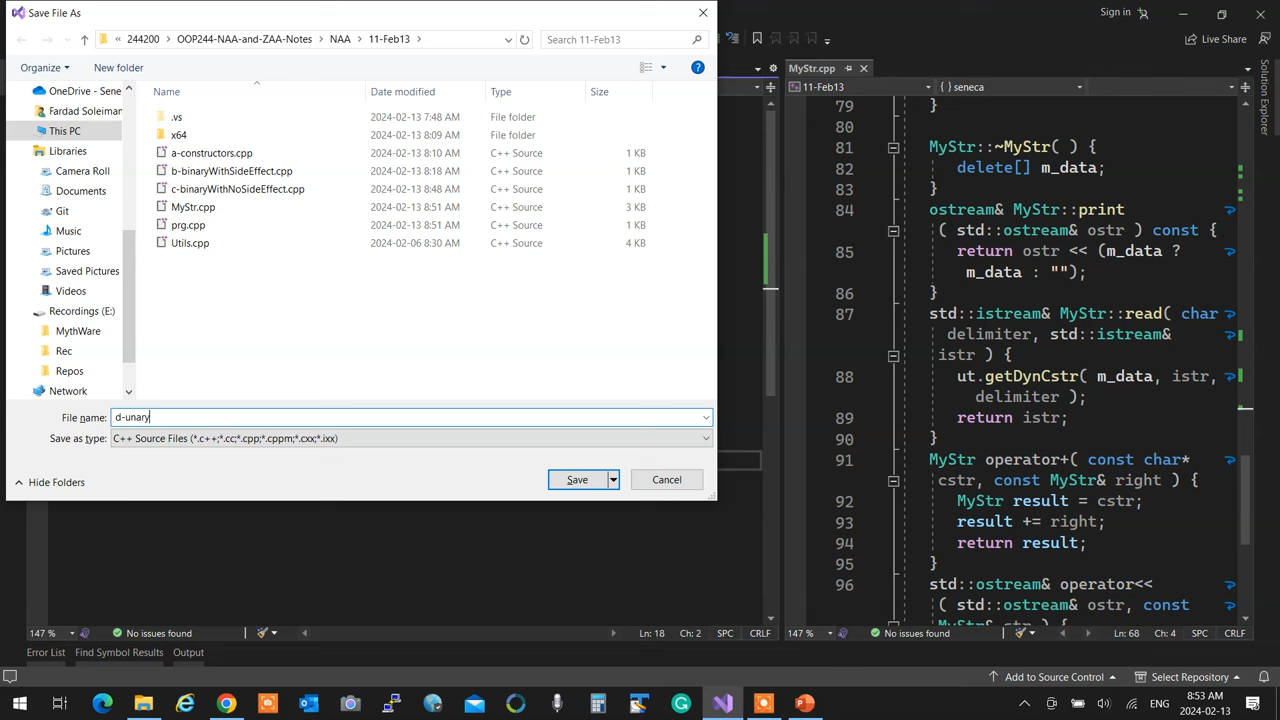 Save File As
244200
OOP244-NAA-and-ZAA-Notes
NAA
11-Feb13
Search 11-Feb13
Organize
New folder
OneDrive - Sene
Fardad Soleiman
This PC
Libraries
Camera Roll
Documents
Git
Music
Pictures
Saved Pictures
Videos
Recordings (E:)
MythWare
Rec
Repos
Network
Name Date modified Type Size
.vs 2024-02-13 7:48 AM File folder
x64 2024-02-13 8:09 AM File folder
a-constructors.cpp 2024-02-13 8:10 AM C++ Source 1 KB
b-binaryWithSideEffect.cpp 2024-02-13 8:18 AM C++ Source 1 KB
c-binaryWithNoSideEffect.cpp 2024-02-13 8:48 AM C++ Source 1 KB
MyStr.cpp 2024-02-13 8:51 AM C++ Source 3 KB
prg.cpp 2024-02-13 8:51 AM C++ Source 1 KB
Utils.cpp 2024-02-06 8:30 AM C++ Source 4 KB
File name: d-unary
Save as type: C++ Source Files (*.c++;*.cc;*.cpp;*.cppm;*.cxx;*.ixx)
Hide Folders
Save
Cancel
Sign in
Live Share
MyStr.cpp
11-Feb13
{ } seneca
Solution Explorer
79 }
80
81 MyStr::~MyStr( ) {
82 delete[] m_data;
83 }
84 ostream& MyStr::print
( std::ostream& ostr ) const {
85 return ostr << (m_data ?
m_data : "");
86 }
87 std::istream& MyStr::read( char
delimiter, std::istream&
istr ) {
88 ut.getDynCstr( m_data, istr,
delimiter );
89 return istr;
90 }
91 MyStr operator+( const char*
cstr, const MyStr& right ) {
92 MyStr result = cstr;
93 result += right;
94 return result;
95 }
96 std::ostream& operator<<
( std::ostream& ostr, const
MyStr& str ) {
147 % No issues found Ln: 18 Ch: 2 SPC CRLF
147 % No issues found Ln: 68 Ch: 4 SPC CRLF
Error List Find Symbol Results Output
Add to Source Control Select Repository
ENG
8:53 AM
2024-02-13